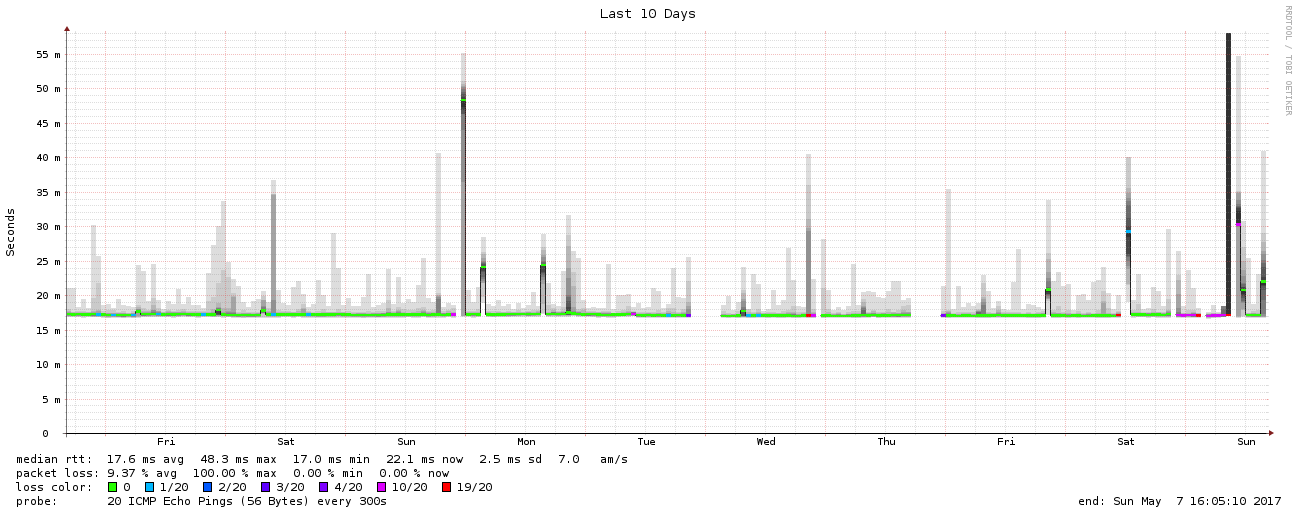 Last 10 Days
RRDTOOL / TOBI OETIKER
Seconds
55 m
50 m
45 m
40 m
35 m
30 m
25 m
20 m
15 m
10 m
5 m
0
Fri Sat Sun Mon Tue Wed Thu Fri Sat Sun
median rtt: 17.6 ms avg 48.3 ms max 17.0 ms min 22.1 ms now 2.5 ms sd 7.0 am/s
packet loss: 9.37 % avg 100.00 % max 0.00 % min 0.00 % now
loss color: 0 1/20 2/20 3/20 4/20 10/20 19/20
probe: 20 ICMP Echo Pings (56 Bytes) every 300s end: Sun May 7 16:05:10 2017